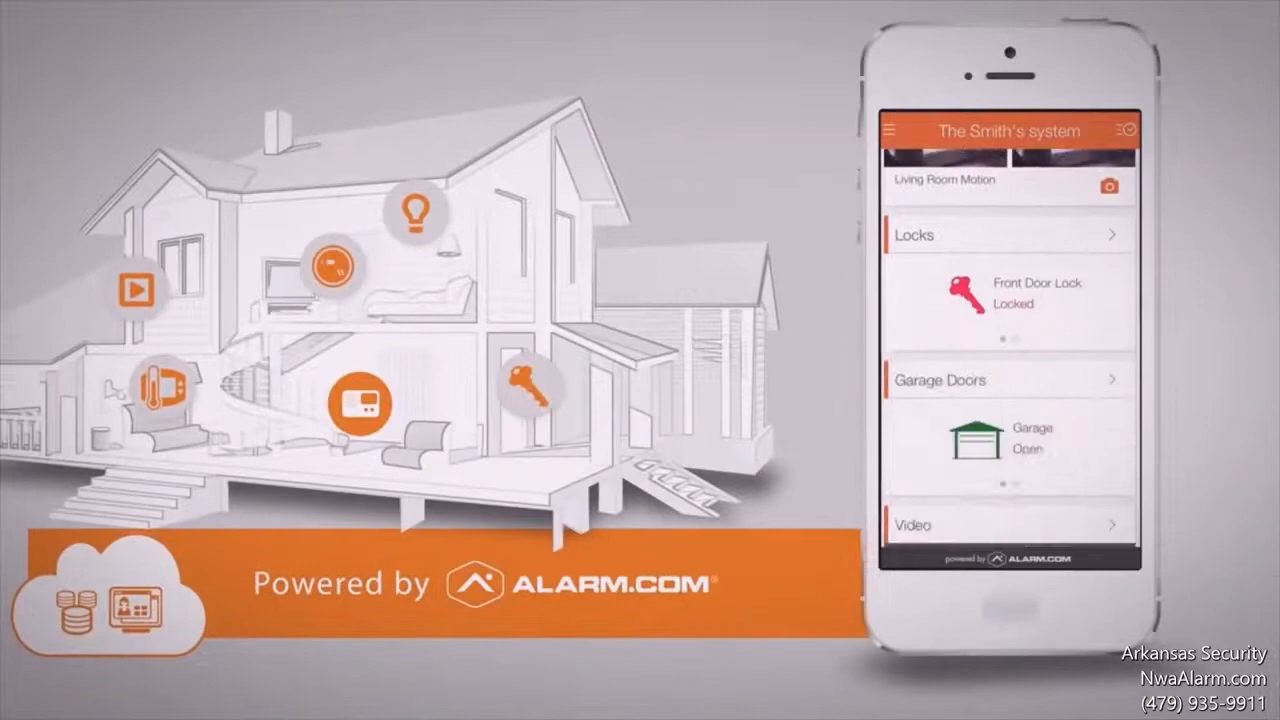 The Smith's system
Living Room Motion
Locks
Front Door Lock
Locked
Garage Doors
Garage
Open
Video
powered by ALARM.COM
Powered by ALARM.COM®
Arkansas Security
NwaAlarm.com
(479) 935-9911